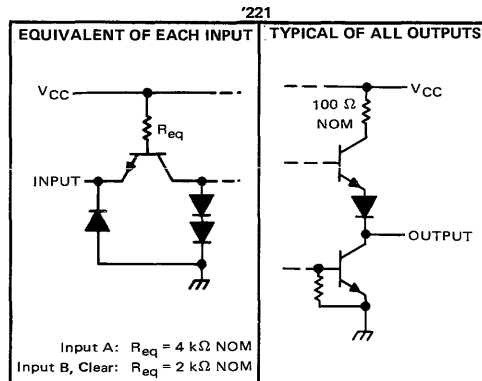 '221
EQUIVALENT OF EACH INPUT
VCC
Req
INPUT
Input A: Req = 4 kΩ NOM
Input B, Clear: Req = 2 kΩ NOM
TYPICAL OF ALL OUTPUTS
VCC
100 Ω
NOM
OUTPUT